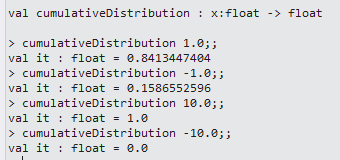 val cumulativeDistribution : x:float -> float
> cumulativeDistribution 1.0;;
val it : float = 0.8413447404
> cumulativeDistribution -1.0;;
val it : float = 0.1586552596
> cumulativeDistribution 10.0;;
val it : float = 1.0
> cumulativeDistribution -10.0;;
val it : float = 0.0